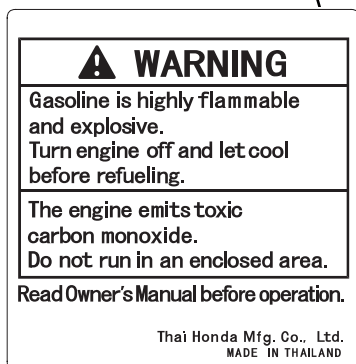 WARNING
Gasoline is highly flammable
and explosive.
Turn engine off and let cool
before refueling.
The engine emits toxic
carbon monoxide.
Do not run in an enclosed area.
Read Owner's Manual before operation.
Thai Honda Mfg. Co., Ltd.
MADE IN THAILAND